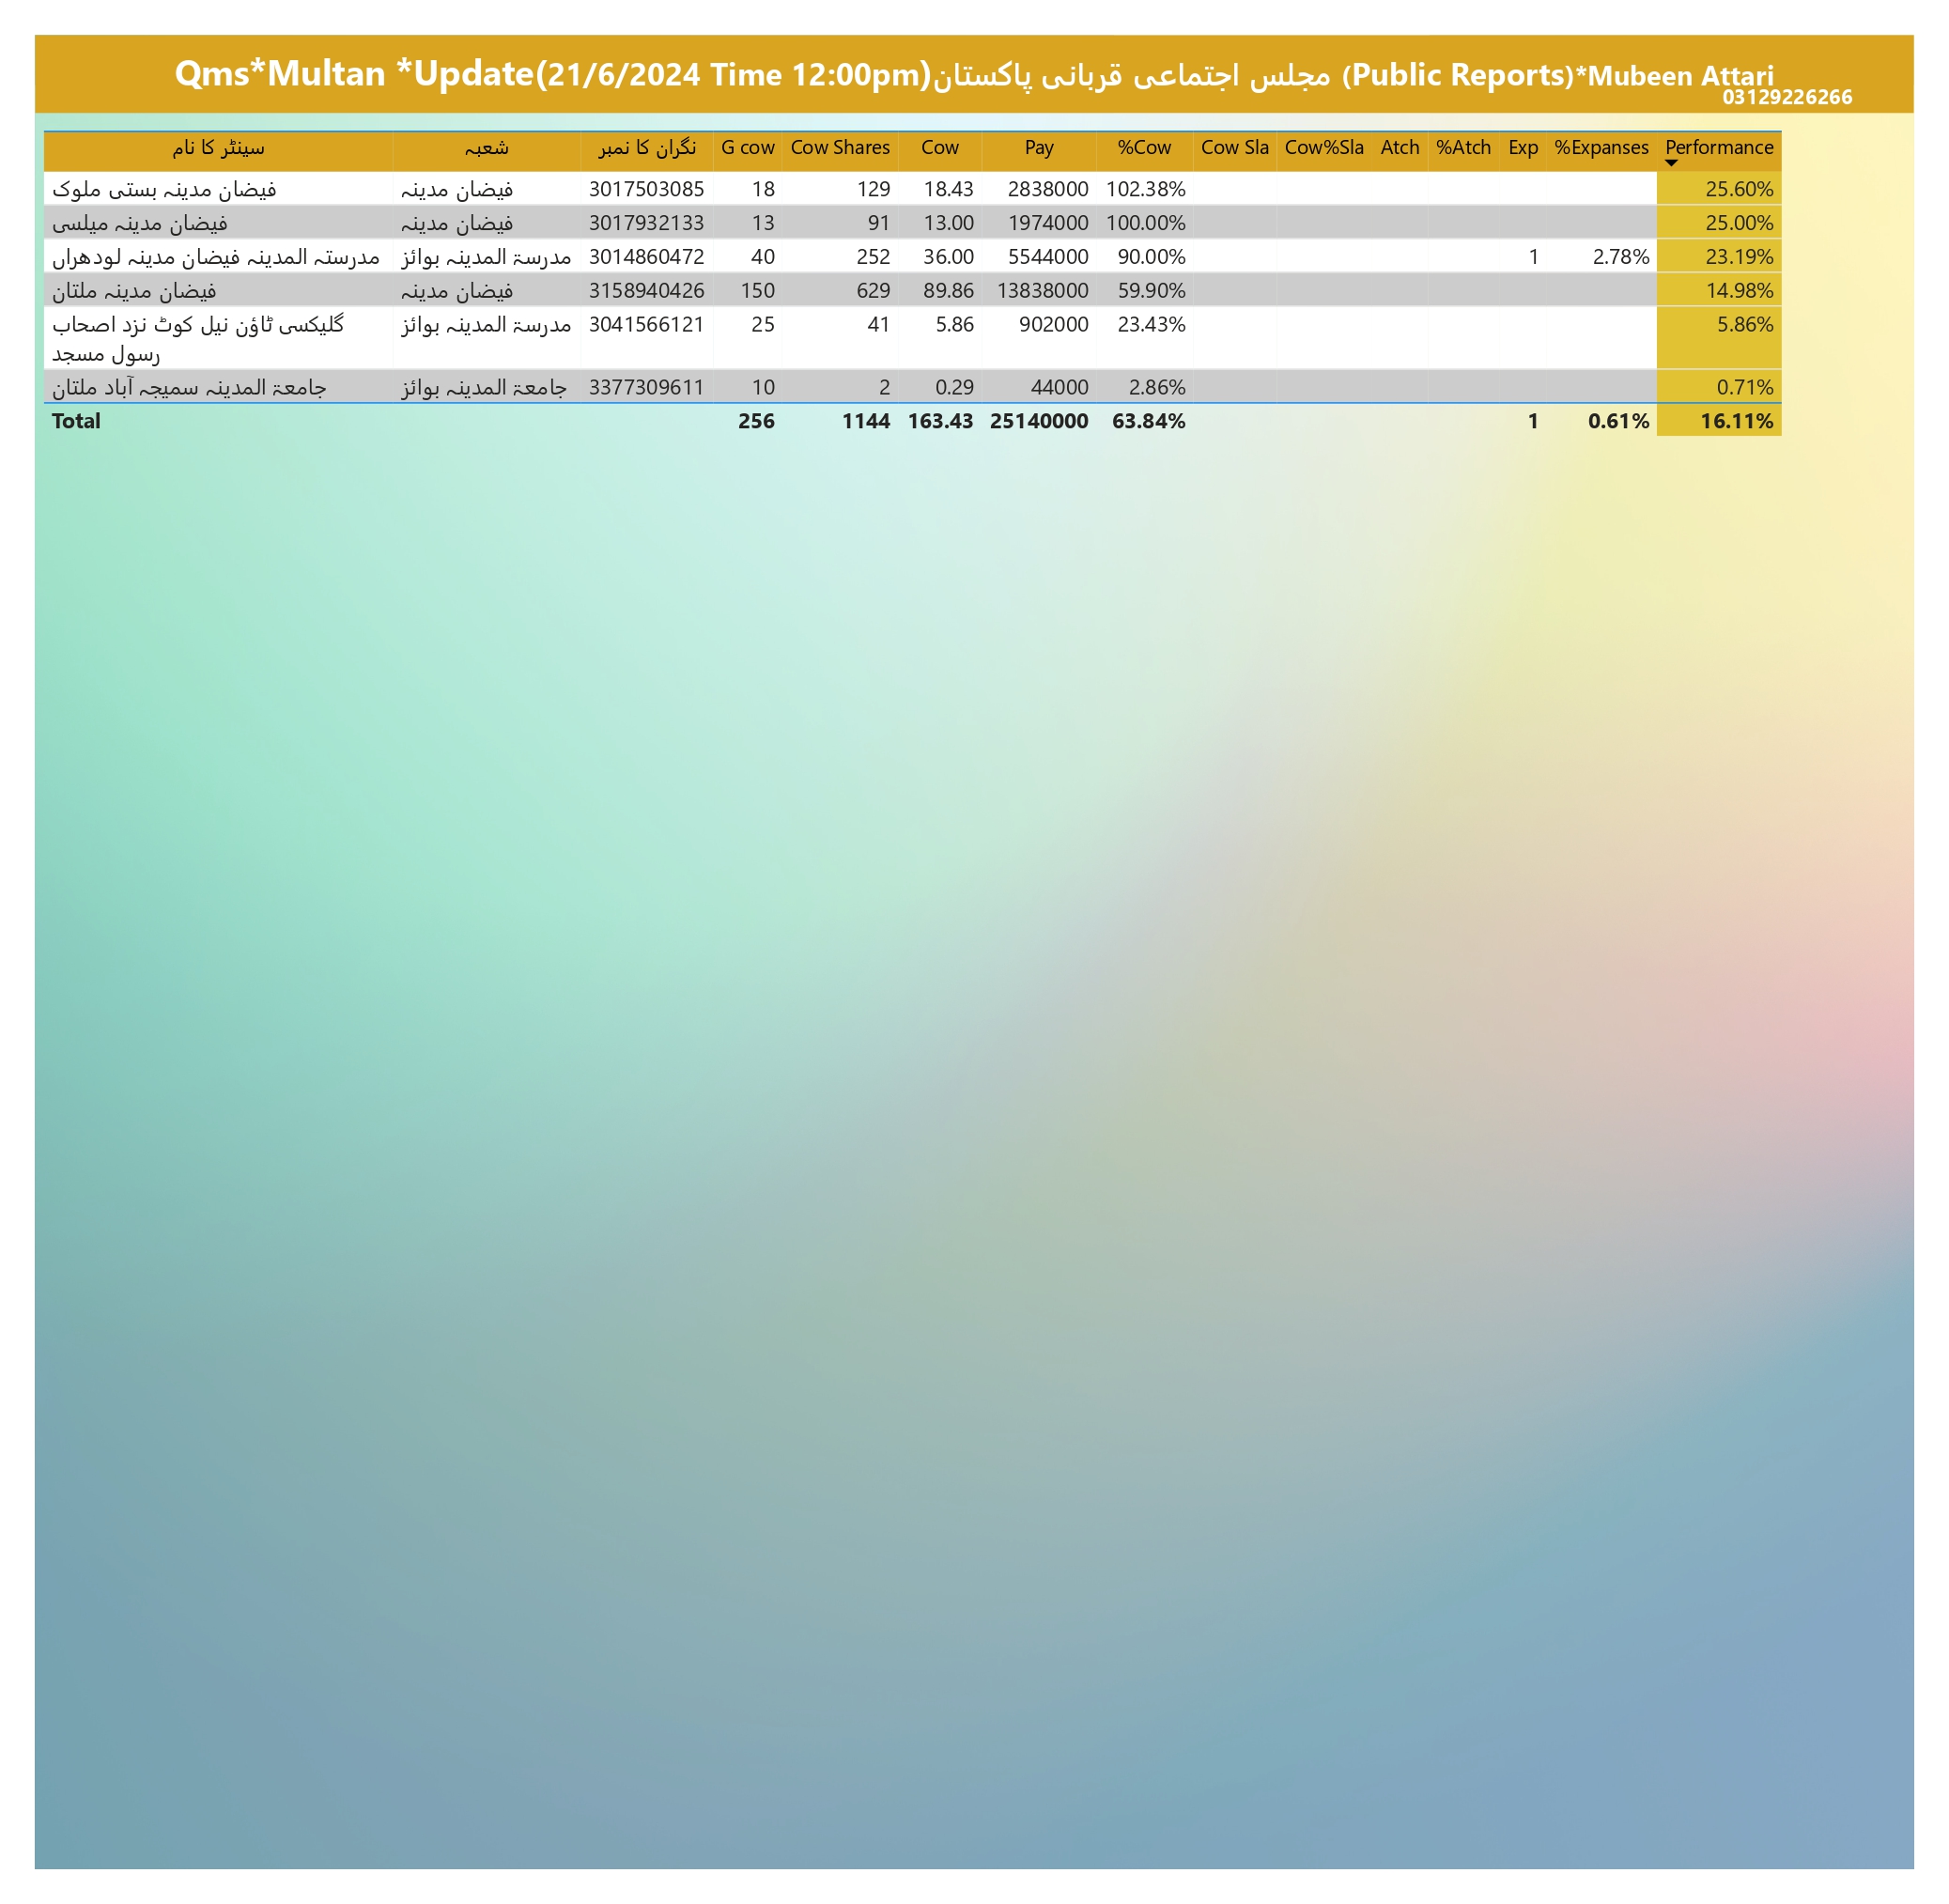 Qms*Multan *Update(21/6/2024 Time 12:00pm)مجلس اجتماعی قربانی پاکستان (Public Reports)*Mubeen Attari
03129226266
سینٹر کا نام شعبہ نگران کا نمبر G cow Cow Shares Cow Pay %Cow Cow Sla Cow%Sla Atch %Atch Exp %Expanses Performance
فیضان مدینہ بستی ملوک فیضان مدینہ 3017503085 18 129 18.43 2838000 102.38% 25.60%
فیضان مدینہ میلسی فیضان مدینہ 3017932133 13 91 13.00 1974000 100.00% 25.00%
مدرستہ المدینہ فیضان مدینہ لودھراں مدرسۃ المدینہ بوائز 3014860472 40 252 36.00 5544000 90.00% 1 2.78% 23.19%
فیضان مدینہ ملتان فیضان مدینہ 3158940426 150 629 89.86 13838000 59.90% 14.98%
گلیکسی ٹاؤن نیل کوٹ نزد اصحاب مدرسۃ المدینہ بوائز 3041566121 25 41 5.86 902000 23.43% 5.86%
رسول مسجد
جامعۃ المدینہ سمیجہ آباد ملتان جامعۃ المدینہ بوائز 3377309611 10 2 0.29 44000 2.86% 0.71%
Total 256 1144 163.43 25140000 63.84% 1 0.61% 16.11%